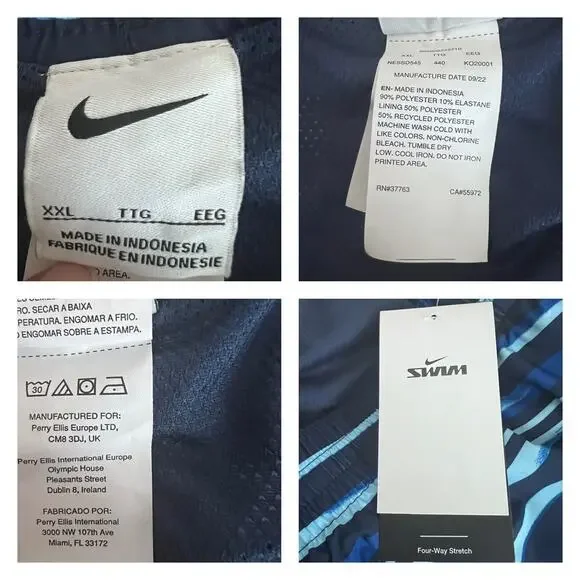 XXL TTG EEG
MADE IN INDONESIA
FABRIQUE EN INDONESIE
O AREA.
XXL TTG EEG
NESSD545 440 KO20001
MANUFACTURE DATE 09/22
EN- MADE IN INDONESIA
90% POLYESTER 10% ELASTANE
LINING 50% POLYESTER
50% RECYCLED POLYESTER
MACHINE WASH COLD WITH
LIKE COLORS. NON-CHLORINE
BLEACH. TUMBLE DRY
LOW. COOL IRON. DO NOT IRON
PRINTED AREA.
RN#37763 CA#55972
RO. SECAR A BAIXA
PERATURA. ENGOMAR A FRIO.
O ENGOMAR SOBRE A ESTAMPA.
30
MANUFACTURED FOR:
Perry Ellis Europe LTD,
CM8 3DJ, UK
Perry Ellis International Europe
Olympic House
Pleasants Street
Dublin 8, Ireland
FABRICADO POR:
Perry Ellis International
3000 NW 107th Ave
Miami, FL 33172
SWIM
Four-Way Stretch